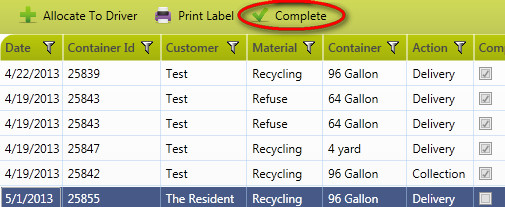 Allocate To Driver Print Label Complete
Date Container Id Customer Material Container Action Comp
4/22/2013 25839 Test Recycling 96 Gallon Delivery
4/19/2013 25843 Test Refuse 64 Gallon Delivery
4/19/2013 25843 Test Refuse 64 Gallon Delivery
4/19/2013 25847 Test Recycling 4 yard Delivery
4/19/2013 25842 Test Recycling 96 Gallon Collection
5/1/2013 25855 The Resident Recycling 96 Gallon Delivery